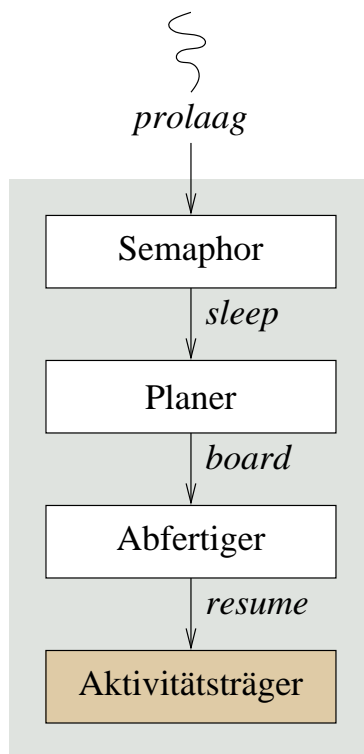 prolaag
Semaphor
sleep
Planer
board
Abfertiger
resume
Aktivitätsträger